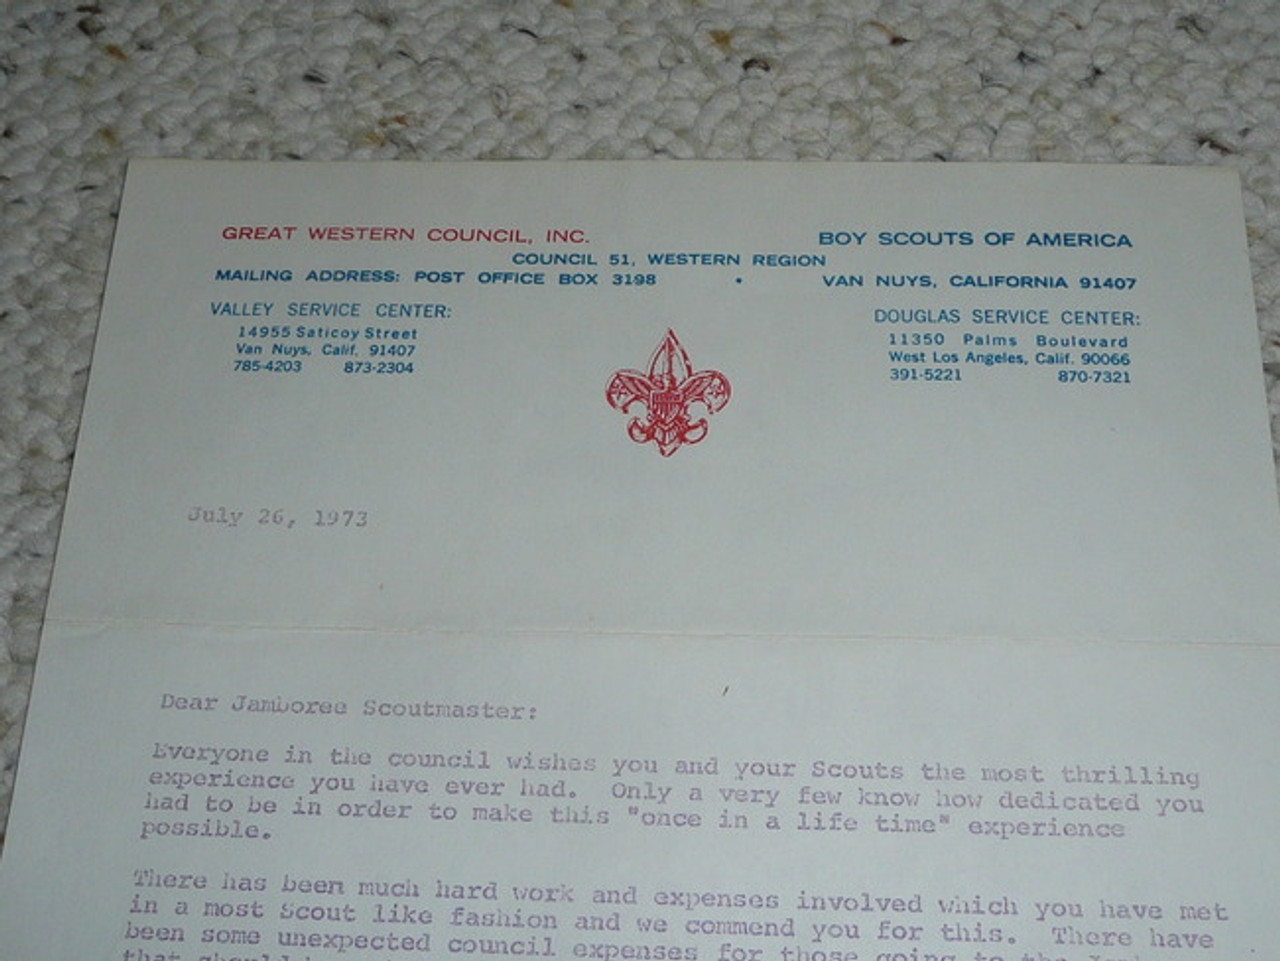 GREAT WESTERN COUNCIL, INC. BOY SCOUTS OF AMERICA
COUNCIL 51, WESTERN REGION
MAILING ADDRESS: POST OFFICE BOX 3198 • VAN NUYS, CALIFORNIA 91407
VALLEY SERVICE CENTER:
14955 Saticoy Street
Van Nuys, Calif. 91407
785-4203 873-2304
DOUGLAS SERVICE CENTER:
11350 Palms Boulevard
West Los Angeles, Calif. 90066
391-5221 870-7321
July 26, 1973
Dear Jamboree Scoutmaster:
Everyone in the council wishes you and your Scouts the most thrilling
experience you have ever had. Only a very few know how dedicated you
had to be in order to make this "once in a life time" experience
possible.
There has been much hard work and expenses involved which you have met
in a most Scout like fashion and we commend you for this. There have
been some unexpected council expenses for those going to the
that